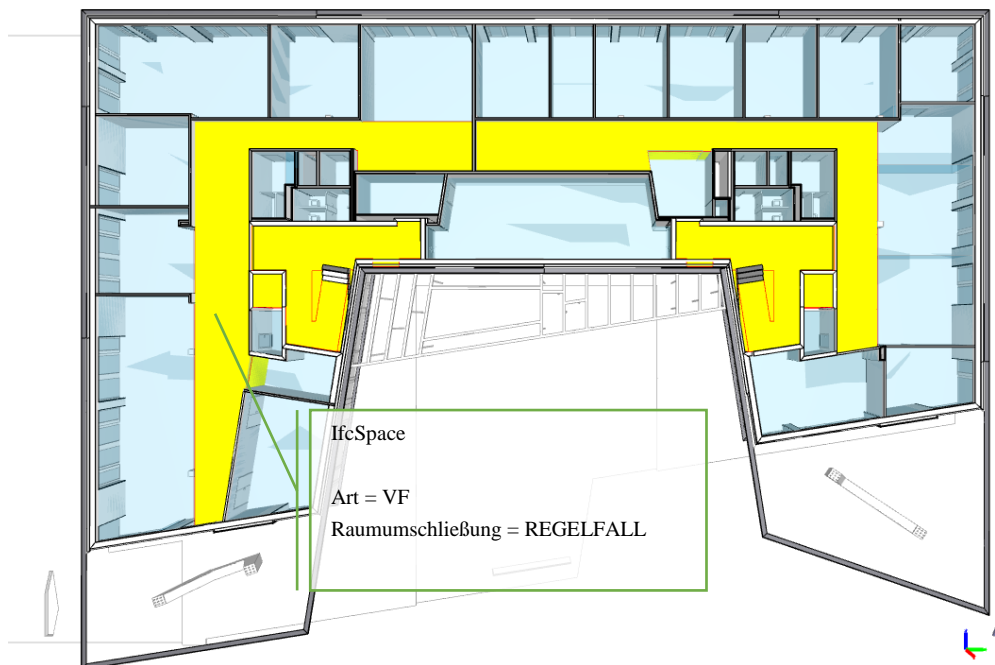 IfcSpace
Art = VF
Raumumschließung = REGELFALL